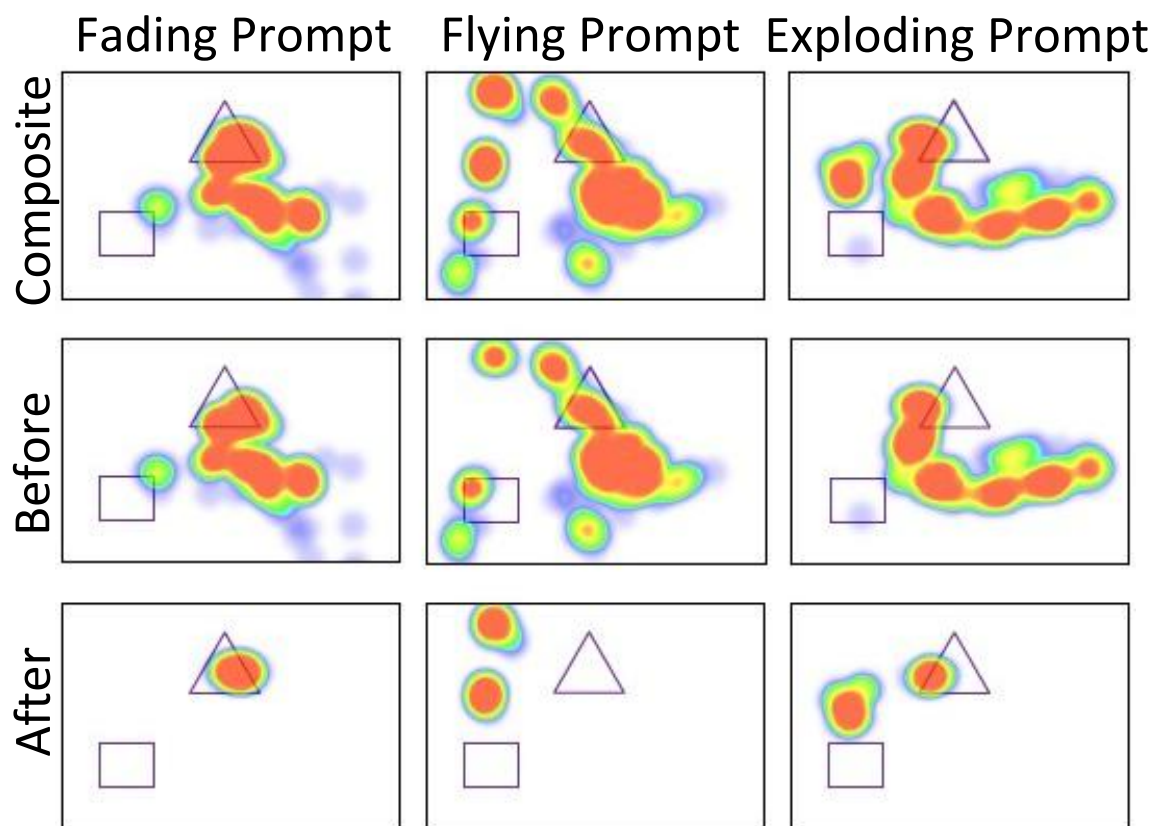 Fading Prompt
Flying Prompt
Exploding Prompt
Composite
Before
After